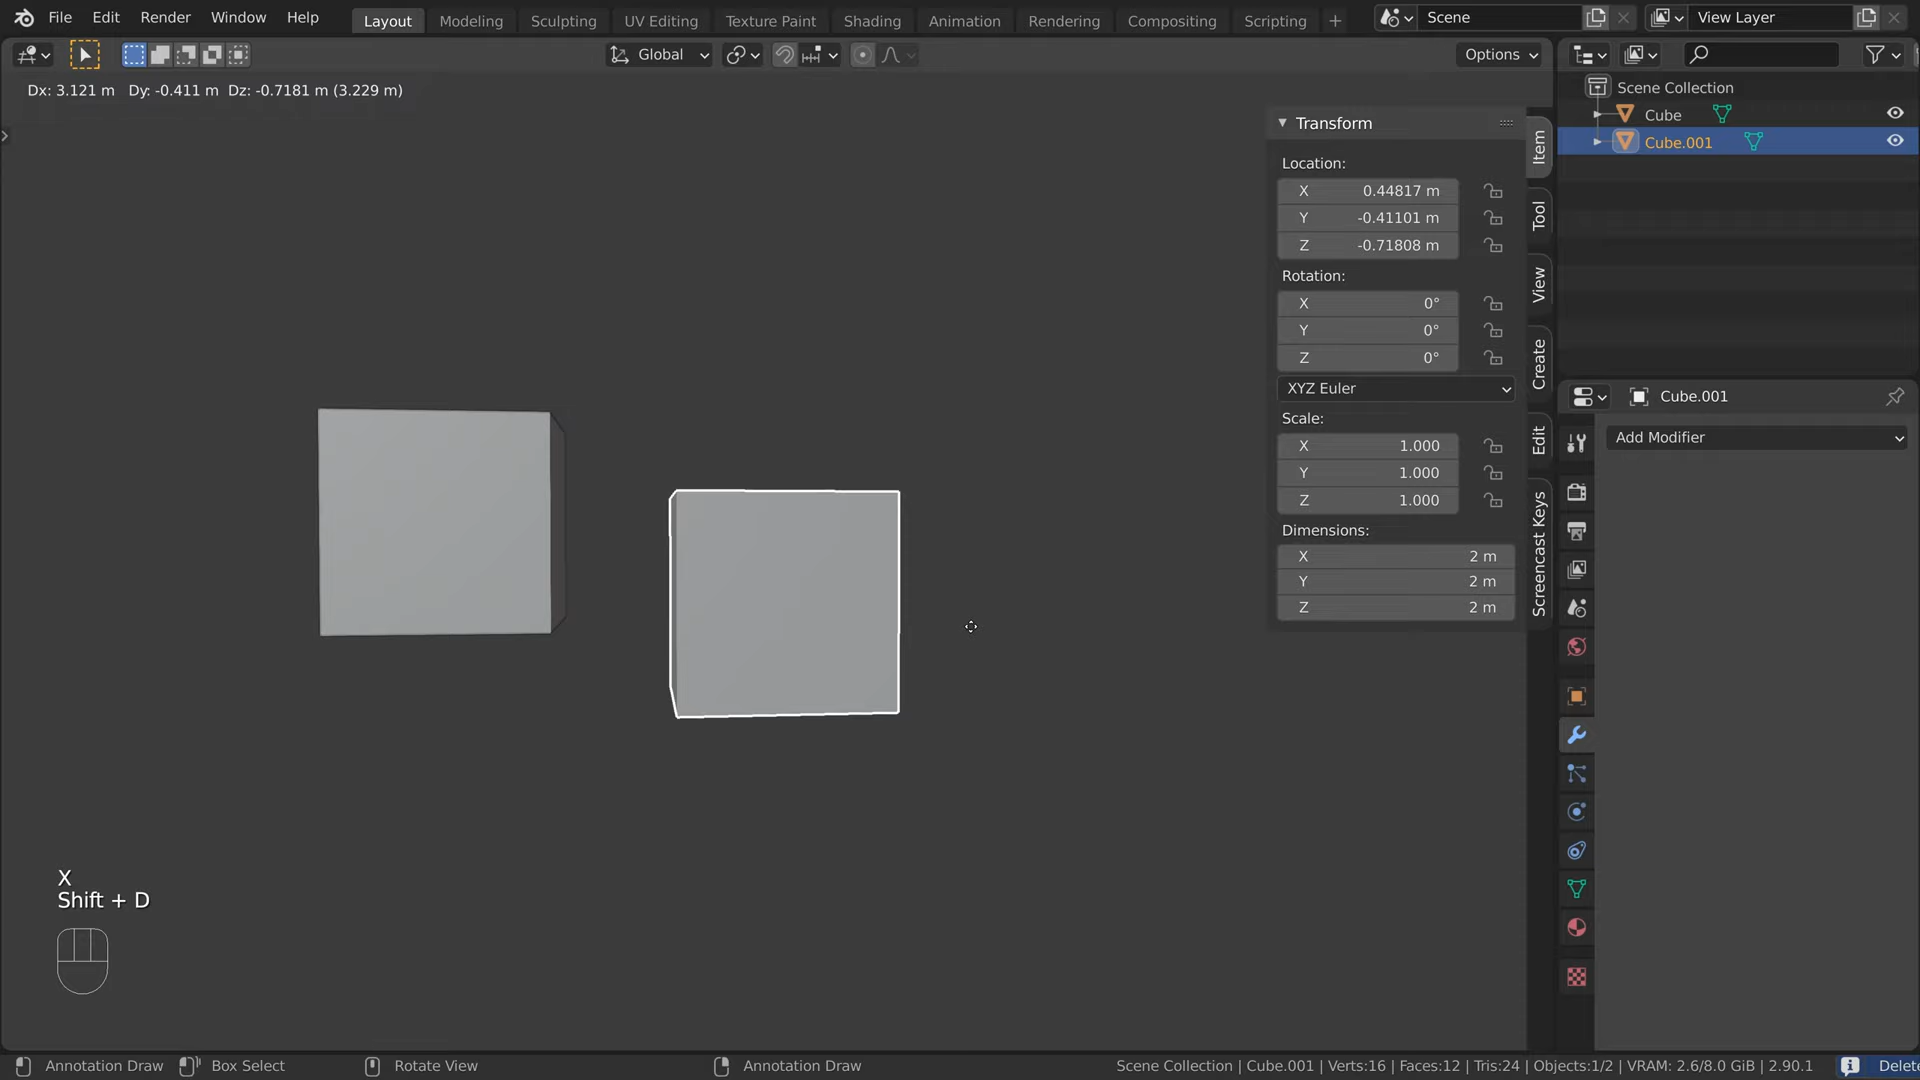 File Edit Render Window Help Layout Modeling Sculpting UV Editing Texture Paint Shading Animation Rendering Compositing Scripting + Scene View Layer
Global Options
Dx: 3.121 m Dy: -0.411 m Dz: -0.7181 m (3.229 m)
Transform
Location:
X 0.44817 m
Y -0.41101 m
Z -0.71808 m
Rotation:
X 0°
Y 0°
Z 0°
XYZ Euler
Scale:
X 1.000
Y 1.000
Z 1.000
Dimensions:
X 2 m
Y 2 m
Z 2 m
Item
Tool
View
Create
Edit
Screencast Keys
Scene Collection
Cube
Cube.001
Cube.001
Add Modifier
X
Shift + D
Annotation Draw Box Select Rotate View Annotation Draw Scene Collection | Cube.001 | Verts:16 | Faces:12 | Tris:24 | Objects:1/2 | VRAM: 2.6/8.0 GiB | 2.90.1 Delete